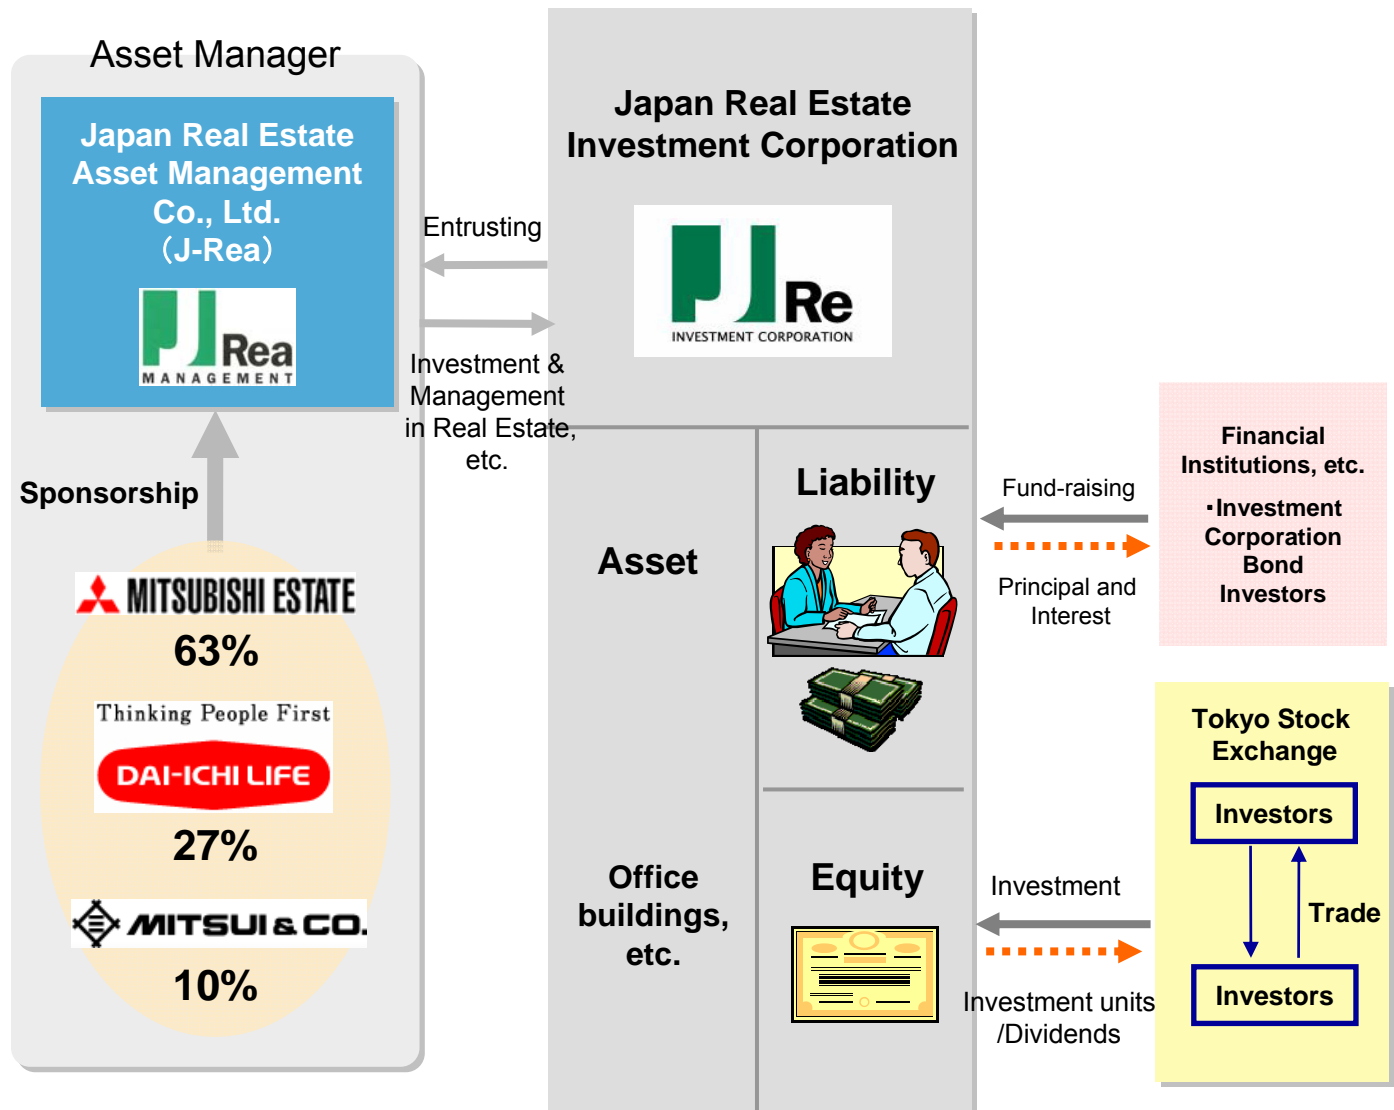 Asset Manager
Japan Real Estate
Asset Management
Co., Ltd.
（J-Rea）
Rea
MANAGEMENT
Sponsorship
MITSUBISHI ESTATE
63%
Thinking People First
DAI-ICHI LIFE
27%
MITSUI & CO.
10%
Entrusting
Investment &
Management
in Real Estate,
etc.
Japan Real Estate
Investment Corporation
Re
INVESTMENT CORPORATION
Asset
Office
buildings,
etc.
Liability
Equity
Fund-raising
Principal and
Interest
Investment
Investment units
/Dividends
Financial
Institutions, etc.
・Investment
Corporation
Bond
Investors
Tokyo Stock
Exchange
Investors
Trade
Investors